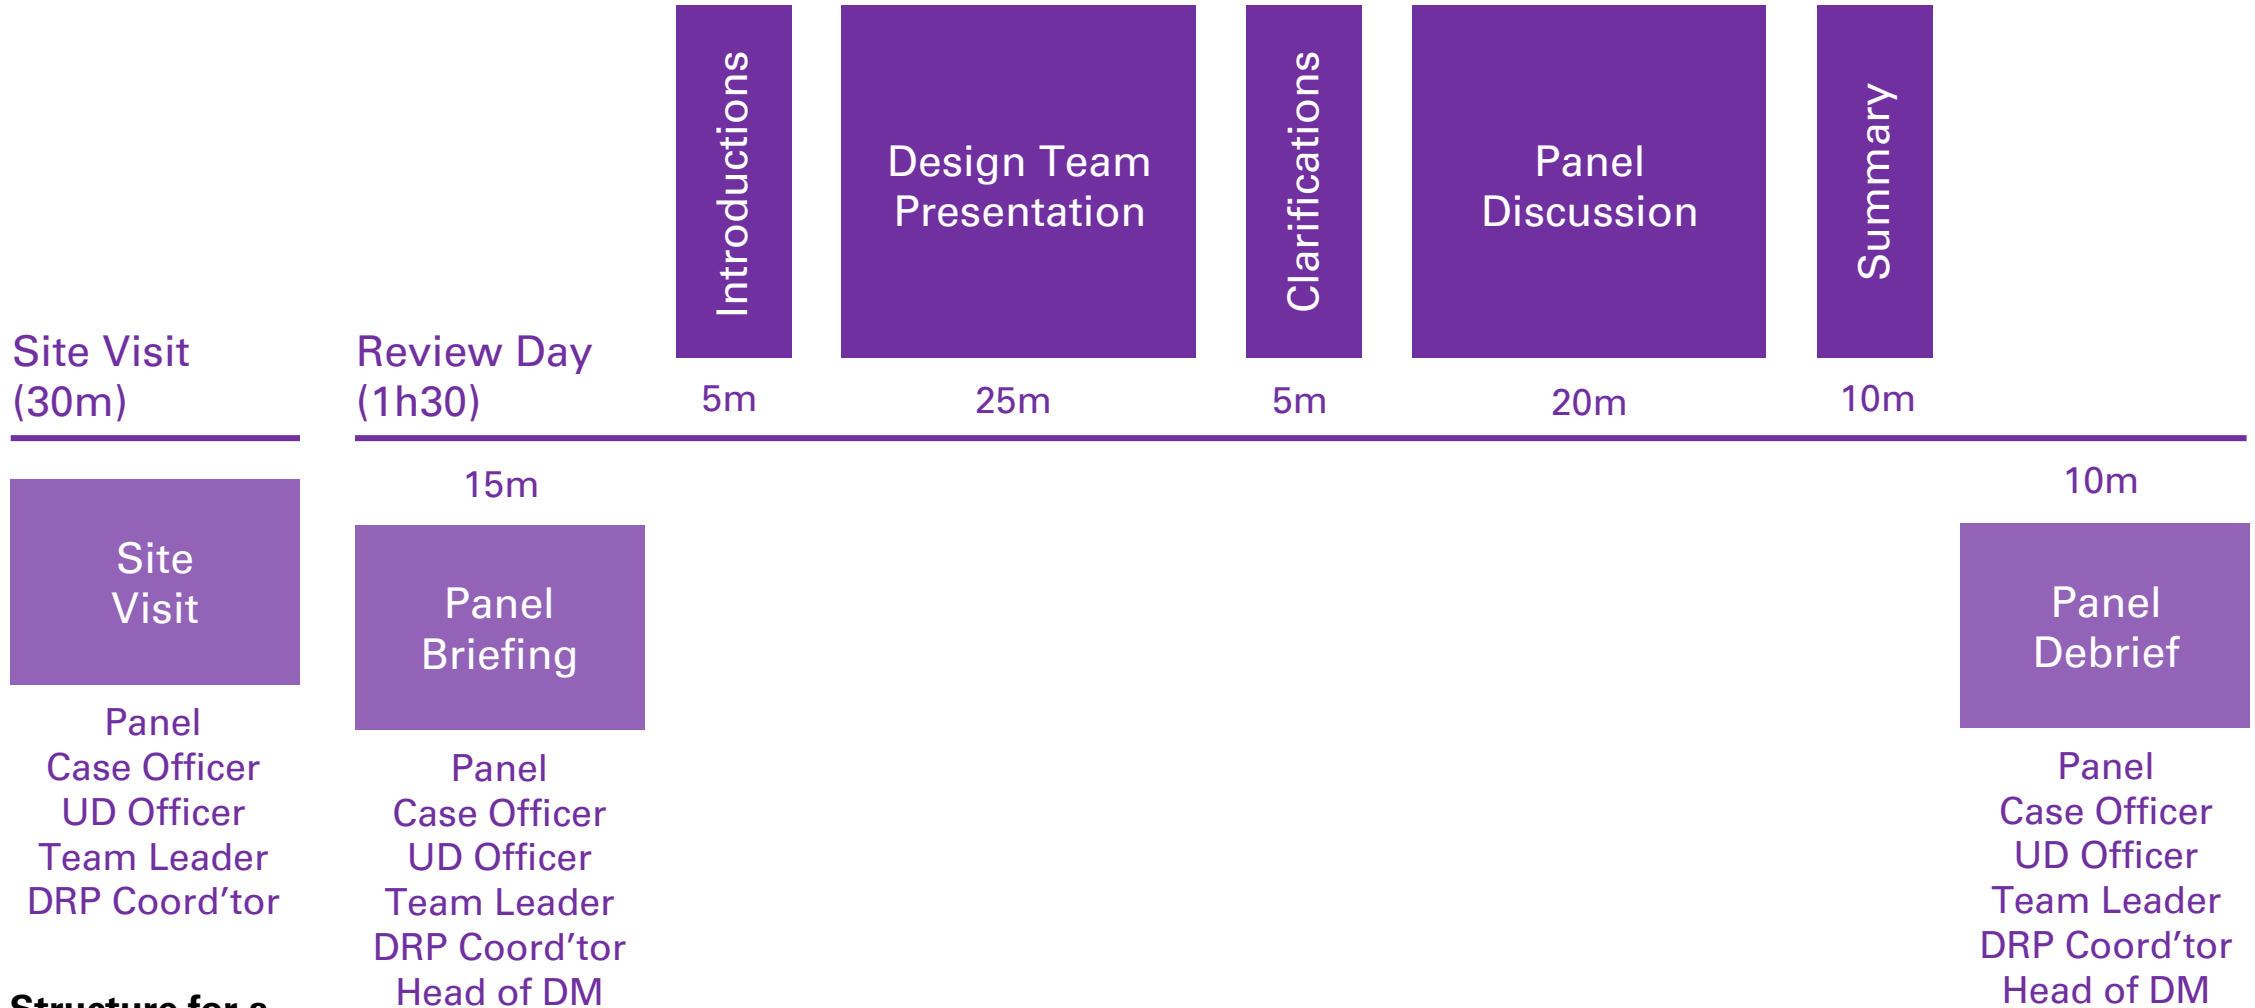 Introductions
Design Team
Presentation
Clarifications
Panel
Discussion
Summary
Site Visit
(30m)
Review Day
(1h30)
5m
25m
5m
20m
10m
15m
10m
Site
Visit
Panel
Case Officer
UD Officer
Team Leader
DRP Coord'tor
Panel
Briefing
Panel
Case Officer
UD Officer
Team Leader
DRP Coord'tor
Head of DM
Panel
Debrief
Panel
Case Officer
UD Officer
Team Leader
DRP Coord'tor
Head of DM
Structure for a